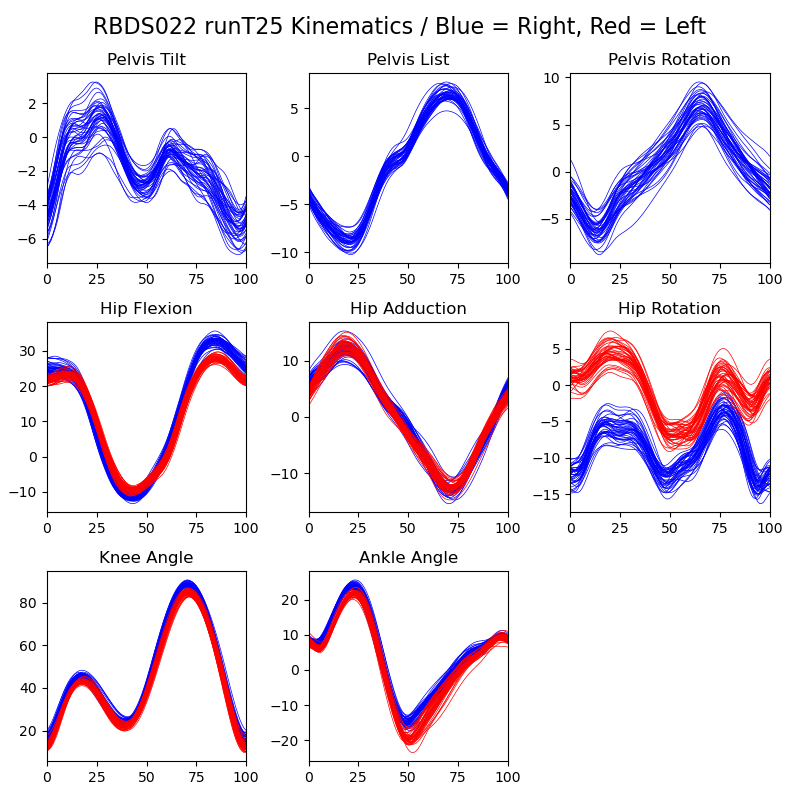 RBDS022 runT25 Kinematics / Blue = Right, Red = Left
Pelvis Tilt
Pelvis List
Pelvis Rotation
2
0
−2
−4
−6
0 25 50 75 100
5
0
−5
−10
0 25 50 75 100
10
5
0
−5
0 25 50 75 100
Hip Flexion
Hip Adduction
Hip Rotation
30
20
10
0
−10
0 25 50 75 100
10
0
−10
0 25 50 75 100
5
0
−5
−10
−15
0 25 50 75 100
Knee Angle
Ankle Angle
80
60
40
20
0 25 50 75 100
20
10
0
−10
−20
0 25 50 75 100